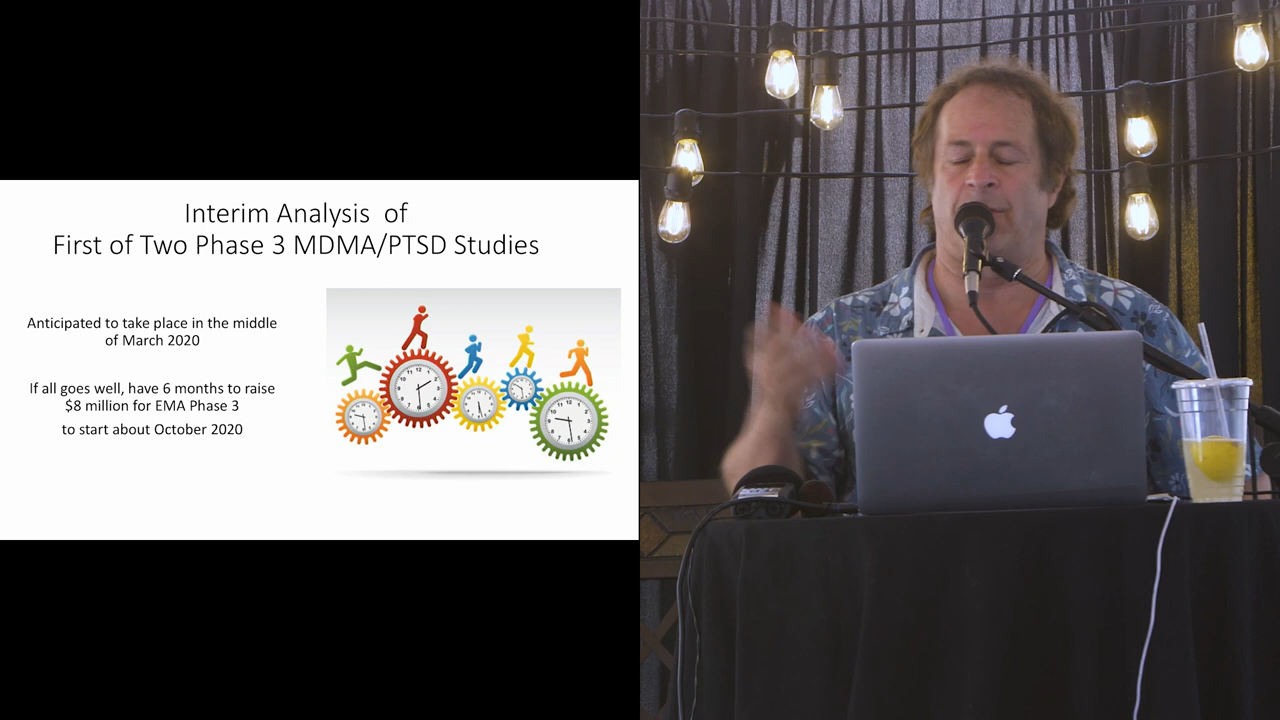 Interim Analysis of
First of Two Phase 3 MDMA/PTSD Studies
Anticipated to take place in the middle
of March 2020
If all goes well, have 6 months to raise
$8 million for EMA Phase 3
to start about October 2020